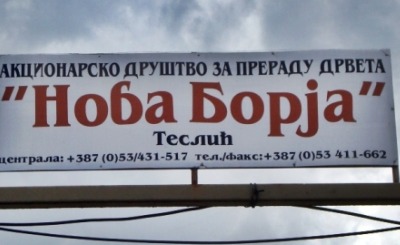 АКЦИОНАРСКО ДРУШТВО ЗА ПРЕРАДУ ДРВЕТА
"Нова Борја"
Теслић
централа: +387 (0)53/431-517 тел./факс:+387 (0)53 411-662